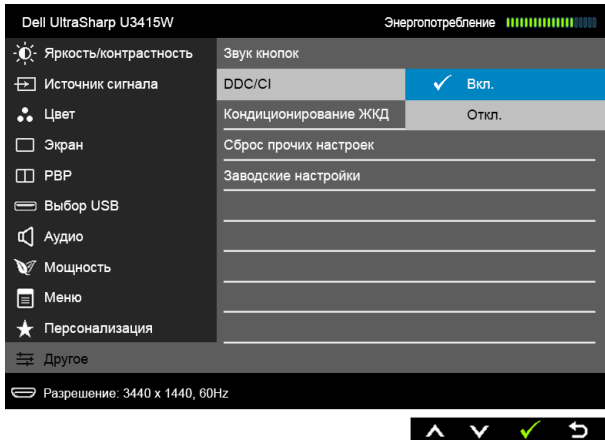 Dell UltraSharp U3415W Энергопотребление
Яркость/контрастность Звук кнопок
Источник сигнала DDC/CI Вкл.
Цвет Кондиционирование ЖКД Откл.
Экран Сброс прочих настроек
PBP Заводские настройки
Выбор USB
Аудио
Мощность
Меню
Персонализация
Другое
Разрешение: 3440 x 1440, 60Hz